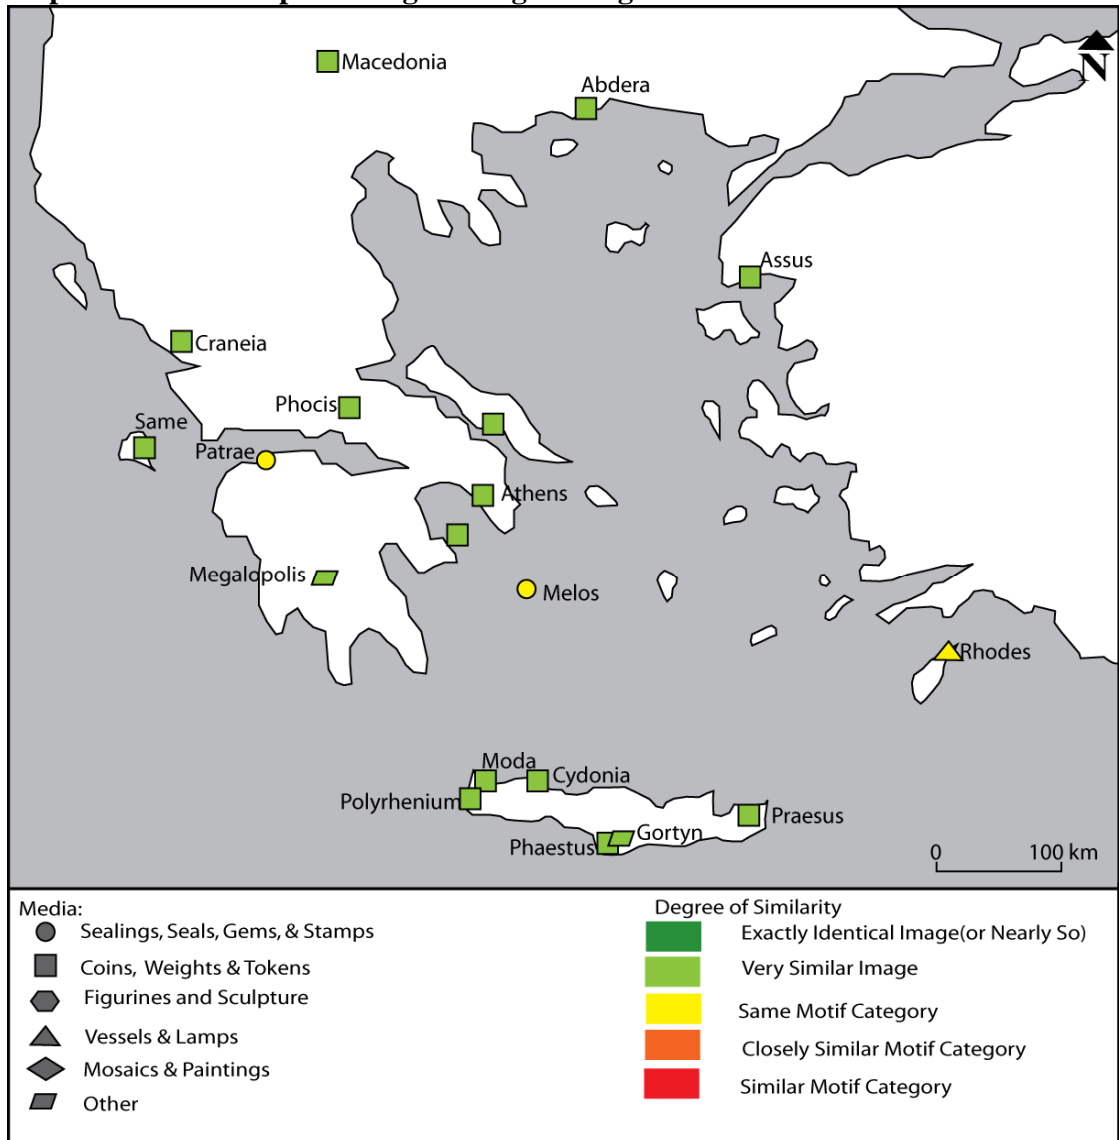 Macedonia
N
Abdera
Assus
Craneia
Phocis
Same
Patrae
Athens
Megalopolis
Melos
Rhodes
Moda
Cydonia
Polyrhenium
Praesus
Gortyn
Phaestus
0 100 km
Media:
Sealings, Seals, Gems, & Stamps
Coins, Weights & Tokens
Figurines and Sculpture
Vessels & Lamps
Mosaics & Paintings
Other
Degree of Similarity
Exactly Identical Image(or Nearly So)
Very Similar Image
Same Motif Category
Closely Similar Motif Category
Similar Motif Category